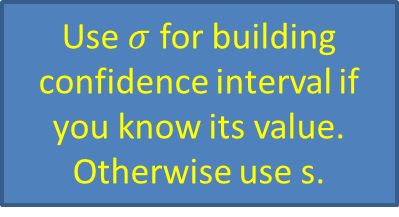 Use 𝜎 for building
confidence interval if
you know its value.
Otherwise use s.